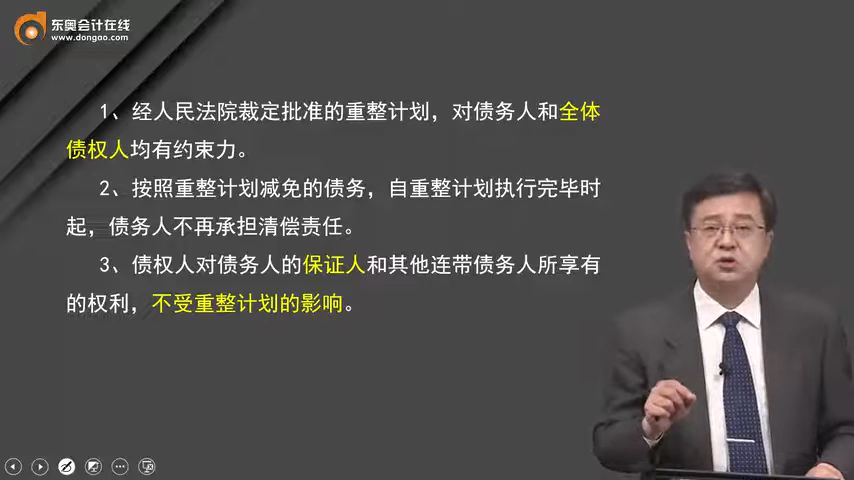 东奥会计在线
www.dongao.com
1、经人民法院裁定批准的重整计划，对债务人和全体
债权人均有约束力。
2、按照重整计划减免的债务，自重整计划执行完毕时
起，债务人不再承担清偿责任。
3、债权人对债务人的保证人和其他连带债务人所享有
的权利，不受重整计划的影响。